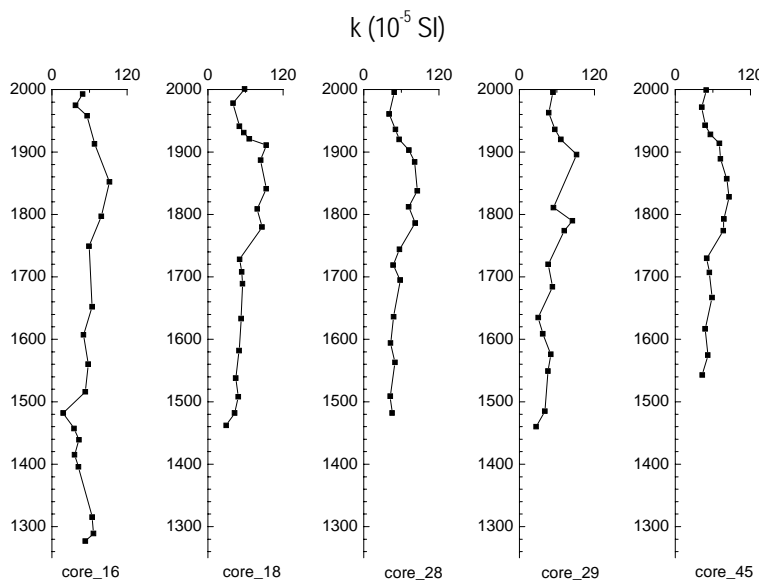 k (10⁻⁵ SI)
0 120 0 120 0 120 0 120 0 120
2000 2000 2000 2000 2000
1900 1900 1900 1900 1900
1800 1800 1800 1800 1800
1700 1700 1700 1700 1700
1600 1600 1600 1600 1600
1500 1500 1500 1500 1500
1400 1400 1400 1400 1400
1300 1300 1300 1300 1300
core_16 core_18 core_28 core_29 core_45